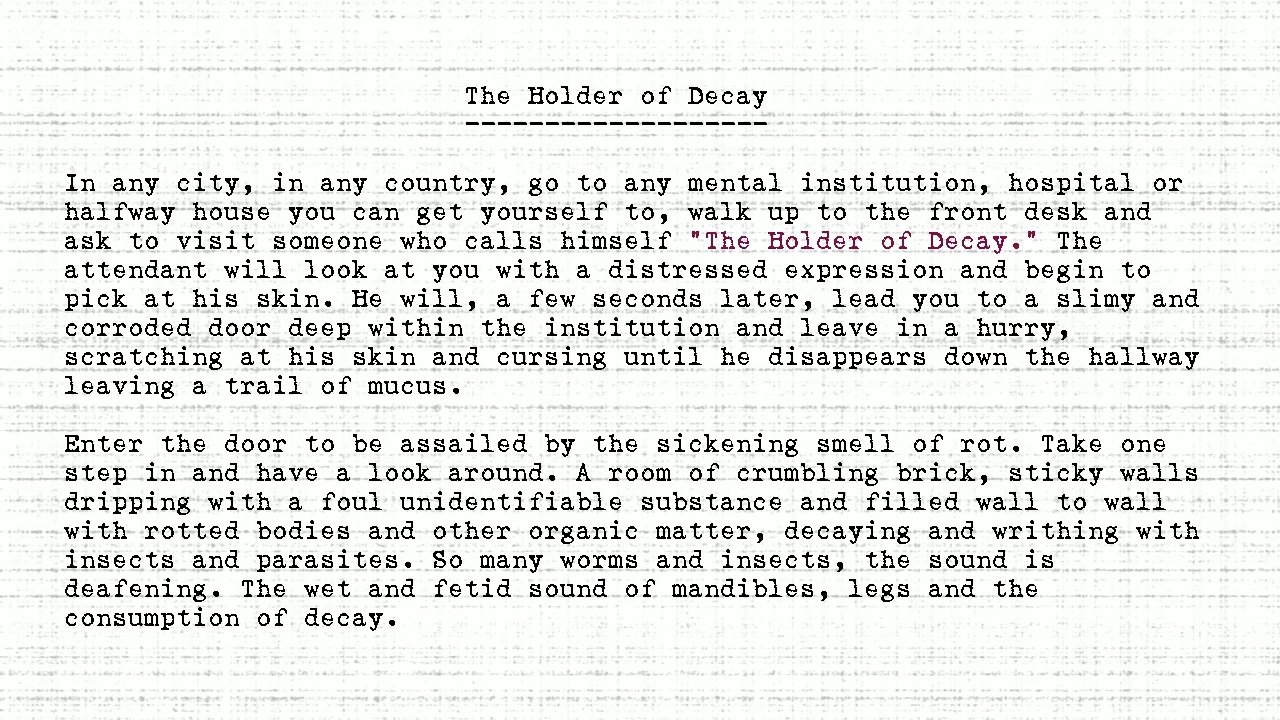 The Holder of Decay
-------------------
In any city, in any country, go to any mental institution, hospital or
halfway house you can get yourself to, walk up to the front desk and
ask to visit someone who calls himself "The Holder of Decay." The
attendant will look at you with a distressed expression and begin to
pick at his skin. He will, a few seconds later, lead you to a slimy and
corroded door deep within the institution and leave in a hurry,
scratching at his skin and cursing until he disappears down the hallway
leaving a trail of mucus.
Enter the door to be assailed by the sickening smell of rot. Take one
step in and have a look around. A room of crumbling brick, sticky walls
dripping with a foul unidentifiable substance and filled wall to wall
with rotted bodies and other organic matter, decaying and writhing with
insects and parasites. So many worms and insects, the sound is
deafening. The wet and fetid sound of mandibles, legs and the
consumption of decay.